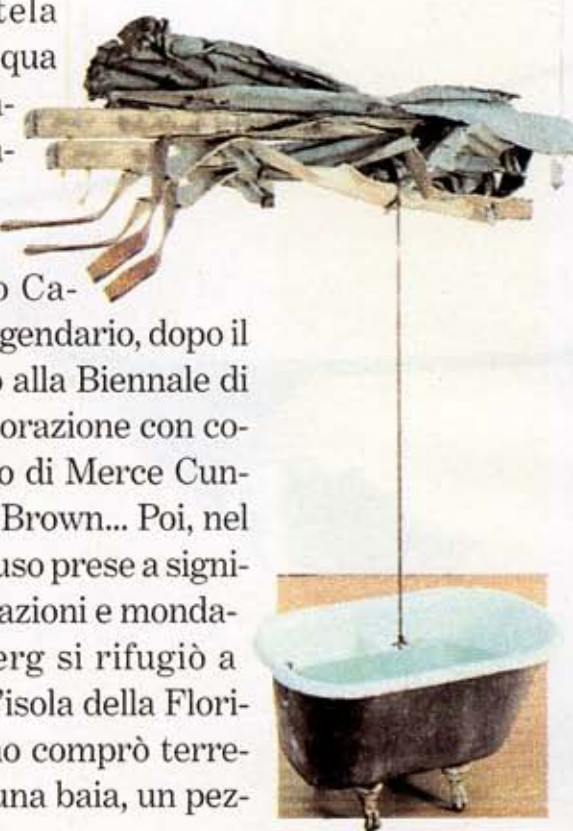 tela
qua
o Ca-
gendario, dopo il
o alla Biennale di
orazione con co-
o di Merce Cun-
Brown... Poi, nel
uso prese a signi-
azioni e monda-
erg si rifugiò a
'isola della Flori-
no comprò terre-
una baia, un pez-